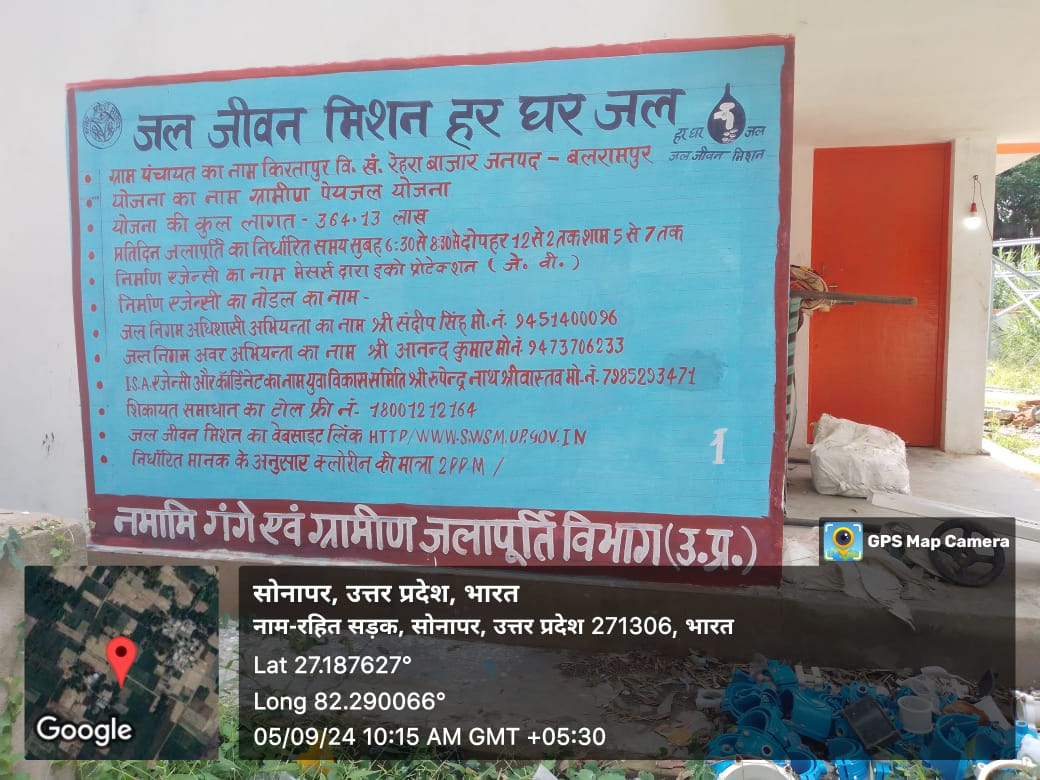 जल जीवन मिशन हर घर जल
हर घर जल
जल जीवन मिशन
ग्राम पंचायत का नाम किरतापुर वि. खं. रेहरा बाजार जनपद - बलरामपुर
योजना का नाम ग्रामीण पेयजल योजना
योजना की कुल लागत - 364.13 लाख
प्रतिदिन जलापूर्ति का निर्धारित समय सुबह 6:30 से 8:30 से दोपहर 12 से 2 तक शाम 5 से 7 तक
निर्माण एजेन्सी का नाम मेसर्स द्वारा इको प्रोटेक्शन ( जे. वी. )
निर्माण एजेन्सी का नोडल का नाम -
जल निगम अधिशासी अभियन्ता का नाम श्री संदीप सिंह मो. नं. 9451400096
जल निगम अवर अभियन्ता का नाम श्री आनन्द कुमार मो नं. 9473706233
I.S.A. एजेन्सी और कॉर्डिनेट का नाम युवा विकास समिति श्री रुपेन्द्र नाथ श्रीवास्तव मो. नं.- 7985293471
शिकायत समाधान का टोल फ्री नं- 18001212164
जल जीवन मिशन का वेबसाइट लिंक HTTP/WWW.SWSM.UP.GOV.IN
निर्धारित मानक के अनुसार क्लोरीन की मात्रा 2PPM /
1
नमामि गंगे एवं ग्रामीण जलापूर्ति विभाग (उ.प्र.)
GPS Map Camera
सोनापर, उत्तर प्रदेश, भारत
नाम-रहित सड़क, सोनापर, उत्तर प्रदेश 271306, भारत
Lat 27.187627°
Long 82.290066°
05/09/24 10:15 AM GMT +05:30
Google